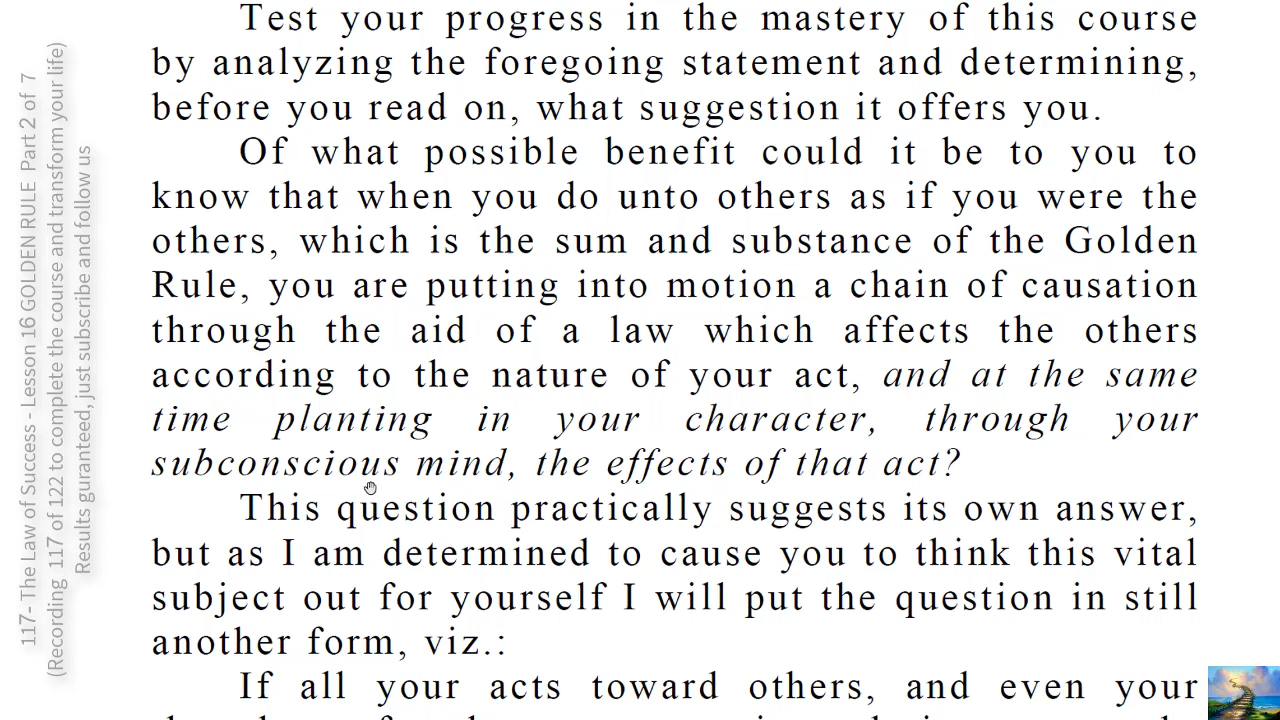 Test your progress in the mastery of this course
by analyzing the foregoing statement and determining,
before you read on, what suggestion it offers you.
Of what possible benefit could it be to you to
know that when you do unto others as if you were the
others, which is the sum and substance of the Golden
Rule, you are putting into motion a chain of causation
through the aid of a law which affects the others
according to the nature of your act, and at the same
time planting in your character, through your
subconscious mind, the effects of that act?
This question practically suggests its own answer,
but as I am determined to cause you to think this vital
subject out for yourself I will put the question in still
another form, viz.:
If all your acts toward others, and even your
117 - The Law of Success - Lesson 16 GOLDEN RULE Part 2 of 7
(Recording 117 of 122 to complete the course and transform your life)
Results guranteed, just subscribe and follow us